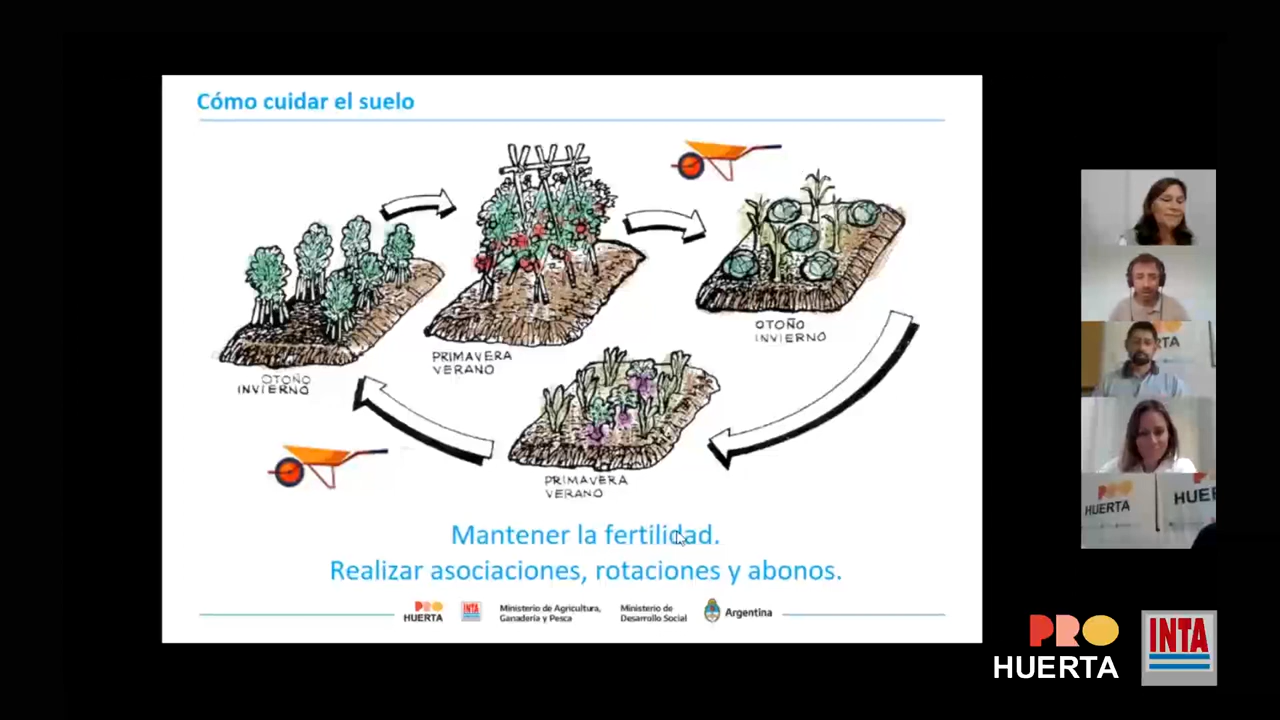 Cómo cuidar el suelo
OTOÑO
INVIERNO
PRIMAVERA
VERANO
OTOÑO
INVIERNO
PRIMAVERA
VERANO
Mantener la fertilidad.
Realizar asociaciones, rotaciones y abonos.
PRO
HUERTA
INTA
Ministerio de Agricultura,
Ganadería y Pesca
Ministerio de
Desarrollo Social
Argentina
HUERTA
HUE
PRO
HUERTA
INTA